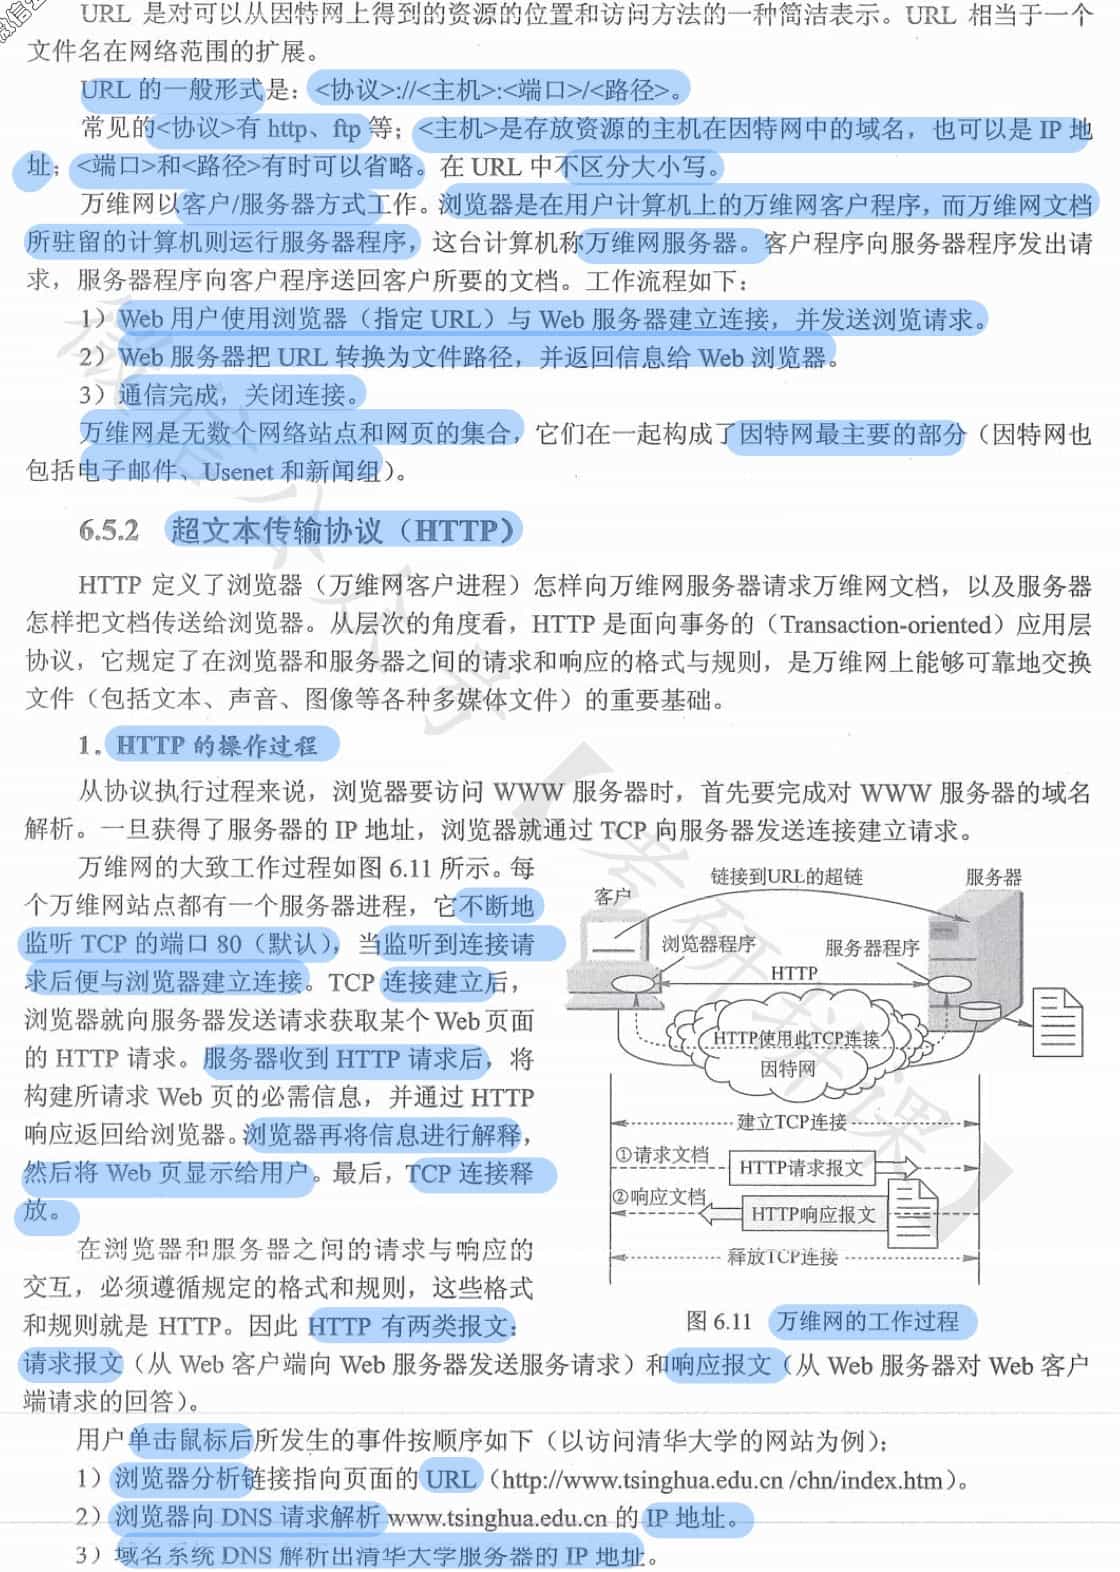 URL 是对可以从因特网上得到的资源的位置和访问方法的一种简洁表示。URL 相当于一个
文件名在网络范围的扩展。
URL 的一般形式是：<协议>://<主机>:<端口>/<路径>。
常见的<协议>有 http、ftp 等；<主机>是存放资源的主机在因特网中的域名，也可以是 IP 地
址；<端口>和<路径>有时可以省略。在 URL 中不区分大小写。
万维网以客户/服务器方式工作。浏览器是在用户计算机上的万维网客户程序，而万维网文档
所驻留的计算机则运行服务器程序，这台计算机称万维网服务器。客户程序向服务器程序发出请
求，服务器程序向客户程序送回客户所要的文档。工作流程如下：
1）Web 用户使用浏览器（指定 URL）与 Web 服务器建立连接，并发送浏览请求。
2）Web 服务器把 URL 转换为文件路径，并返回信息给 Web 浏览器。
3）通信完成，关闭连接。
万维网是无数个网络站点和网页的集合，它们在一起构成了因特网最主要的部分（因特网也
包括电子邮件、Usenet 和新闻组）。
6.5.2 超文本传输协议（HTTP）
HTTP 定义了浏览器（万维网客户进程）怎样向万维网服务器请求万维网文档，以及服务器
怎样把文档传送给浏览器。从层次的角度看，HTTP 是面向事务的（Transaction-oriented）应用层
协议，它规定了在浏览器和服务器之间的请求和响应的格式与规则，是万维网上能够可靠地交换
文件（包括文本、声音、图像等各种多媒体文件）的重要基础。
1。HTTP 的操作过程
从协议执行过程来说，浏览器要访问 WWW 服务器时，首先要完成对 WWW 服务器的域名
解析。一旦获得了服务器的 IP 地址，浏览器就通过 TCP 向服务器发送连接建立请求。
万维网的大致工作过程如图 6.11 所示。每
个万维网站点都有一个服务器进程，它不断地
监听 TCP 的端口 80（默认），当监听到连接请
求后便与浏览器建立连接。TCP 连接建立后，
浏览器就向服务器发送请求获取某个 Web 页面
的 HTTP 请求。服务器收到 HTTP 请求后，将
构建所请求 Web 页的必需信息，并通过 HTTP
响应返回给浏览器。浏览器再将信息进行解释，
然后将 Web 页显示给用户。最后，TCP 连接释
放。
在浏览器和服务器之间的请求与响应的
交互，必须遵循规定的格式和规则，这些格式
和规则就是 HTTP。因此 HTTP 有两类报文：
请求报文（从 Web 客户端向 Web 服务器发送服务请求）和响应报文（从 Web 服务器对 Web 客户
端请求的回答）。
链接到URL的超链
客户
服务器
浏览器程序
服务器程序
HTTP
HTTP使用此TCP连接
因特网
建立TCP连接
①请求文档
HTTP请求报文
②响应文档
HTTP响应报文
释放TCP连接
图 6.11 万维网的工作过程
用户单击鼠标后所发生的事件按顺序如下（以访问清华大学的网站为例）：
1）浏览器分析链接指向页面的 URL（http://www.tsinghua.edu.cn /chn/index.htm）。
2）浏览器向 DNS 请求解析 www.tsinghua.edu.cn 的 IP 地址。
3）域名系统 DNS 解析出清华大学服务器的 IP 地址。